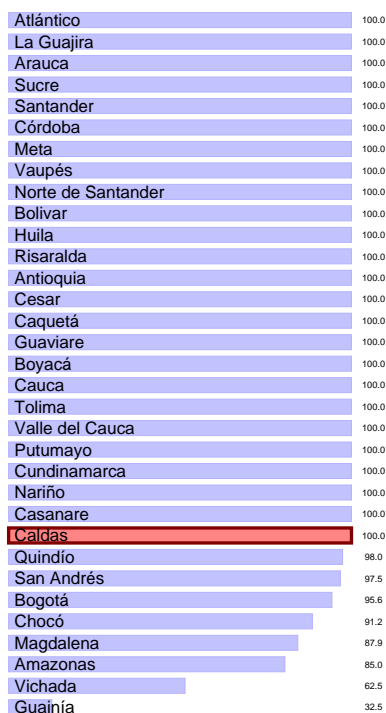 Atlántico 100.0
La Guajira 100.0
Arauca 100.0
Sucre 100.0
Santander 100.0
Córdoba 100.0
Meta 100.0
Vaupés 100.0
Norte de Santander 100.0
Bolivar 100.0
Huila 100.0
Risaralda 100.0
Antioquia 100.0
Cesar 100.0
Caquetá 100.0
Guaviare 100.0
Boyacá 100.0
Cauca 100.0
Tolima 100.0
Valle del Cauca 100.0
Putumayo 100.0
Cundinamarca 100.0
Nariño 100.0
Casanare 100.0
Caldas 100.0
Quindío 98.0
San Andrés 97.5
Bogotá 95.6
Chocó 91.2
Magdalena 87.9
Amazonas 85.0
Vichada 62.5
Guainía 32.5